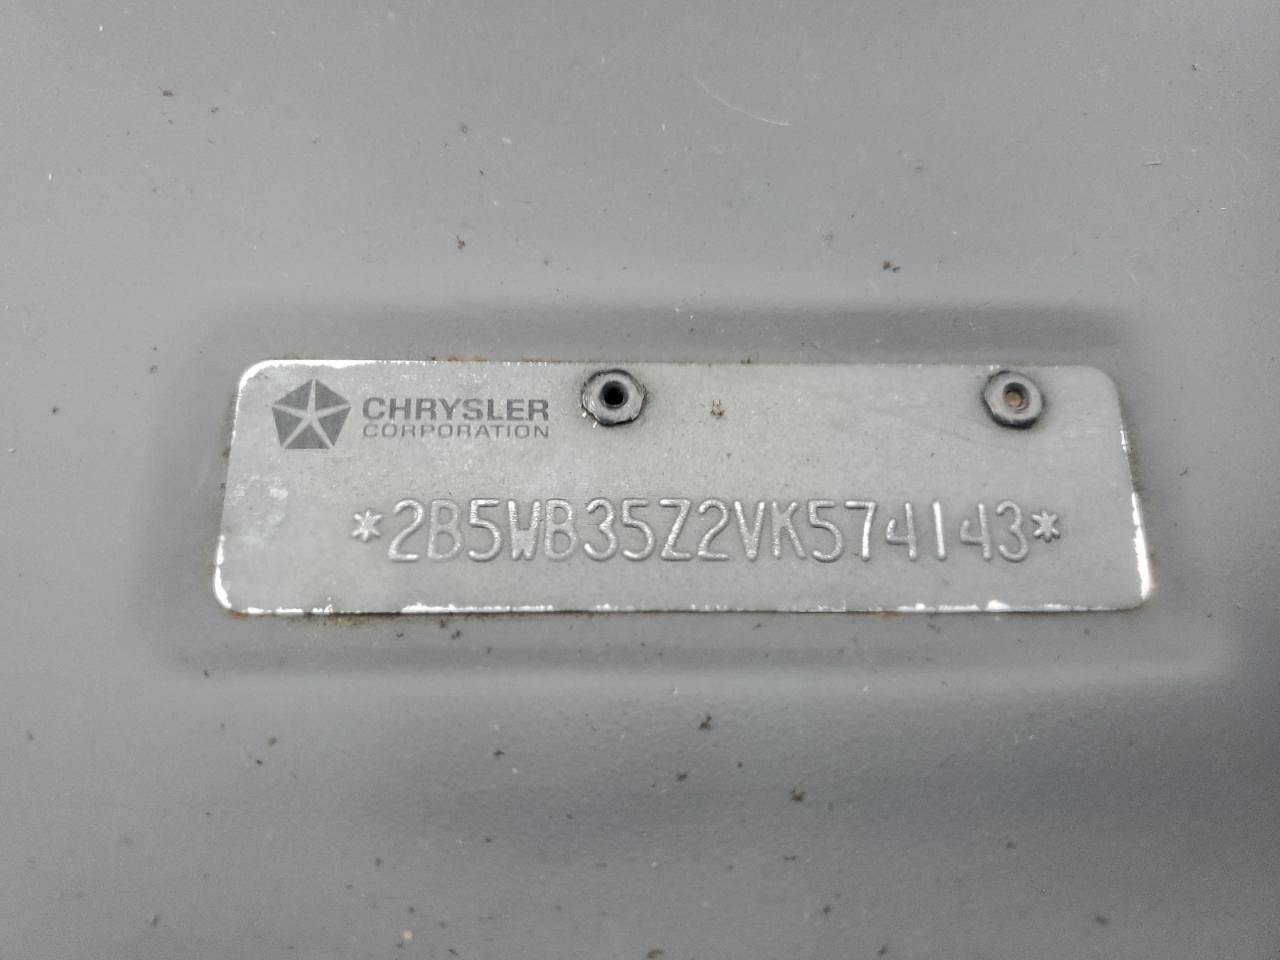 CHRYSLER
CORPORATION
*2B5WB35Z2VK574143*